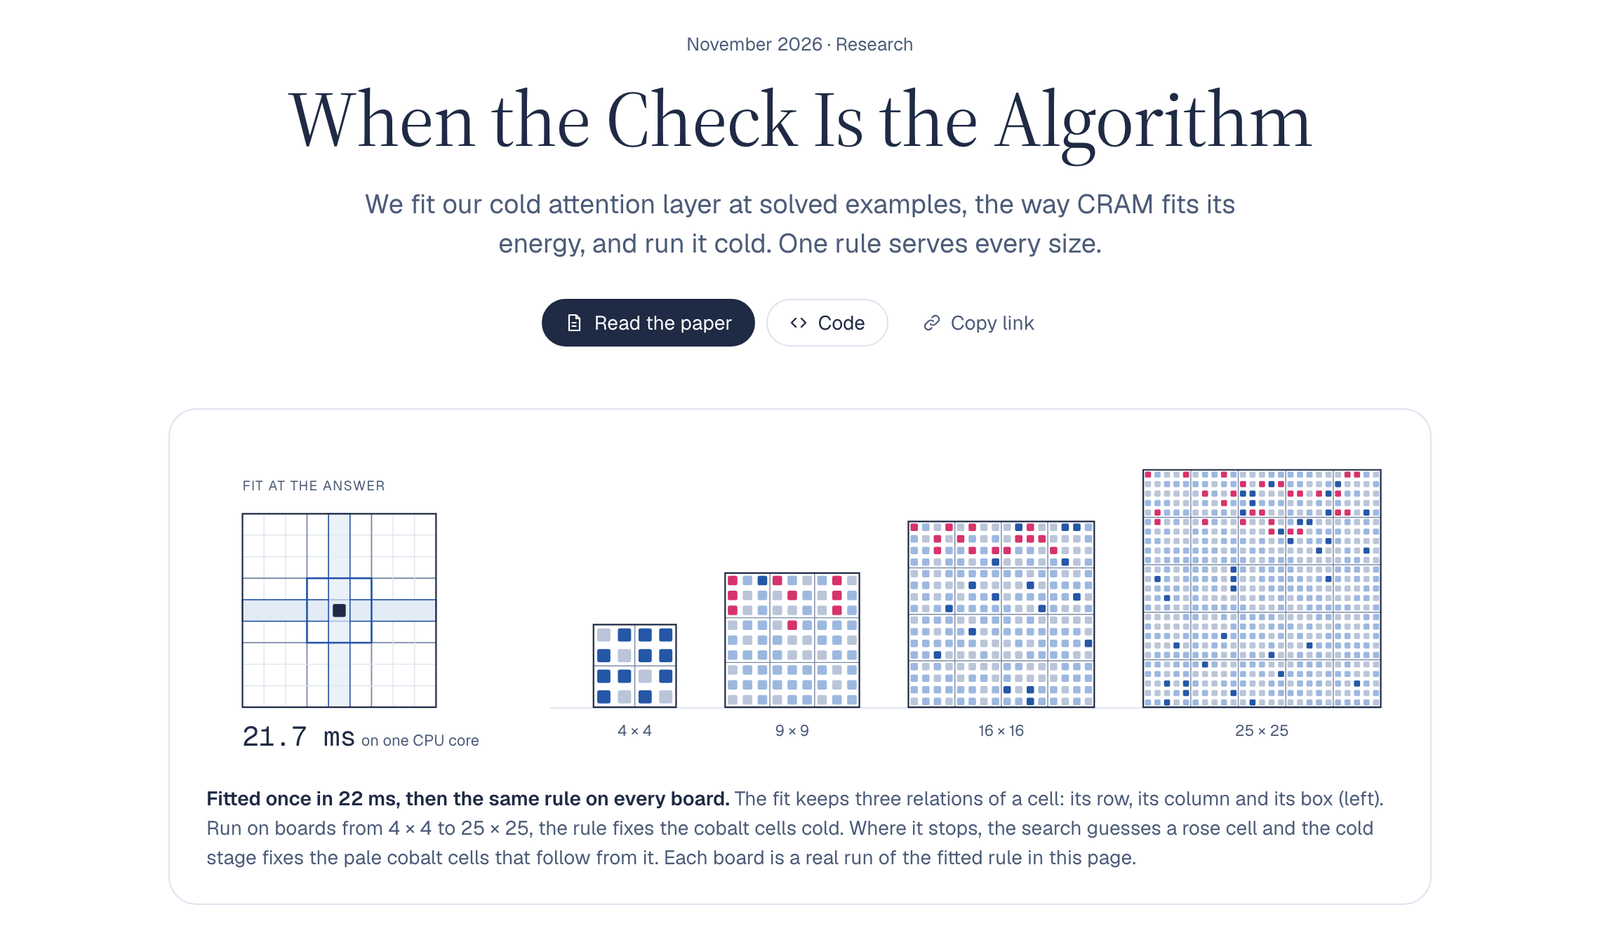 November 2026 · Research
When the Check Is the Algorithm
We fit our cold attention layer at solved examples, the way CRAM fits its
energy, and run it cold. One rule serves every size.
Read the paper
Code
Copy link
FIT AT THE ANSWER
21.7 ms on one CPU core
4 × 4
9 × 9
16 × 16
25 × 25
Fitted once in 22 ms, then the same rule on every board. The fit keeps three relations of a cell: its row, its column and its box (left).
Run on boards from 4 × 4 to 25 × 25, the rule fixes the cobalt cells cold. Where it stops, the search guesses a rose cell and the cold
stage fixes the pale cobalt cells that follow from it. Each board is a real run of the fitted rule in this page.